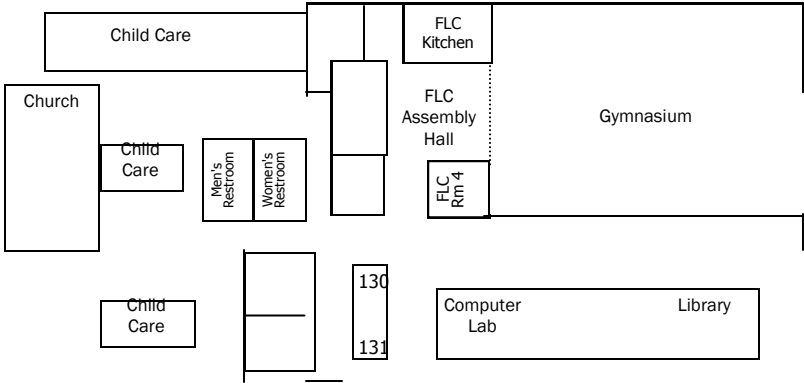 Child Care
FLC
Kitchen
Church
FLC
Assembly
Hall
Gymnasium
Child
Care
Men's
Restroom
Women's
Restroom
FLC
Rm 4
130
131
Child
Care
Computer
Lab
Library